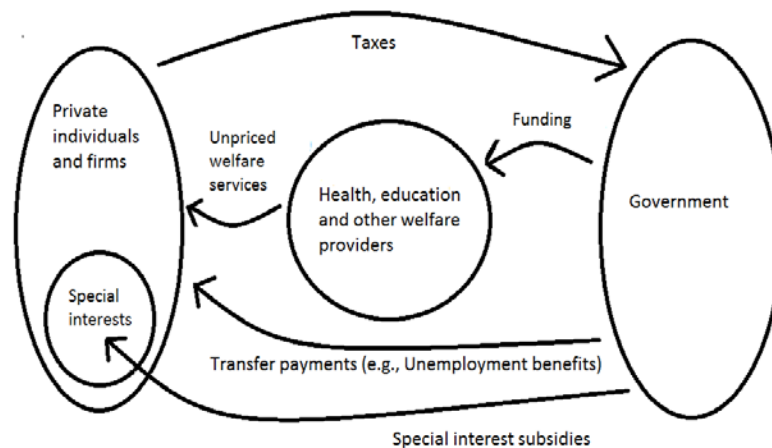 Taxes
Private
individuals
and firms
Unpriced
welfare
services
Funding
Health, education
and other welfare
providers
Government
Special
interests
Transfer payments (e.g., Unemployment benefits)
Special interest subsidies